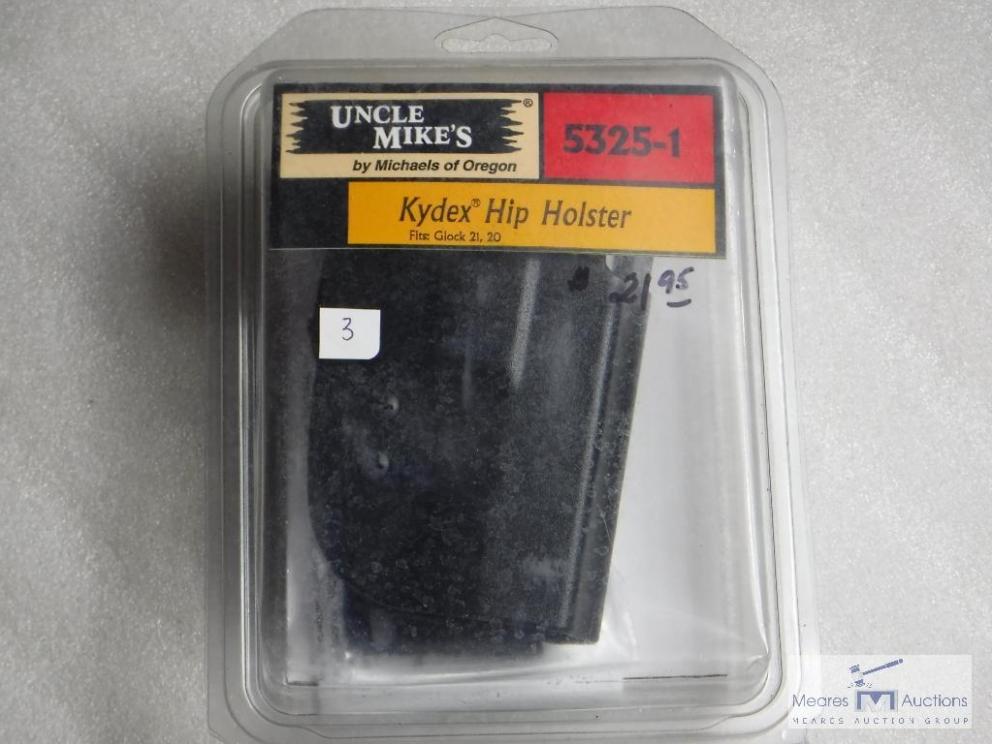 UNCLE MIKE'S ®
by Michaels of Oregon
5325-1
Kydex® Hip Holster
Fits: Glock 21, 20
21 95
3
Meares M Auctions
MEARES AUCTION GROUP